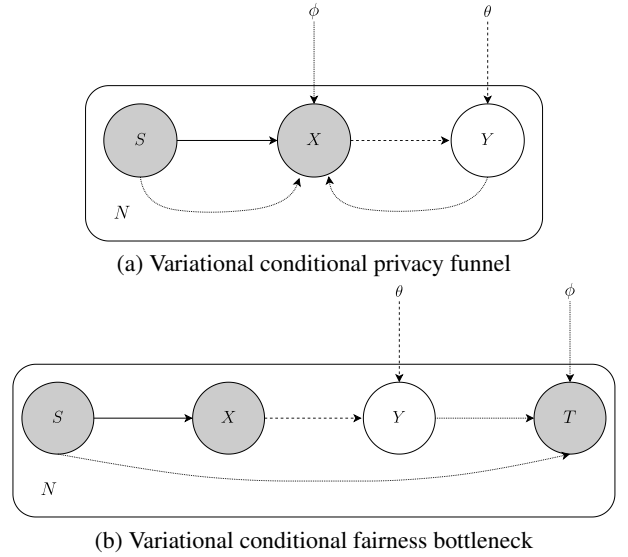 ϕ θ
S X Y
N
(a) Variational conditional privacy funnel
θ ϕ
S X Y T
N
(b) Variational conditional fairness bottleneck